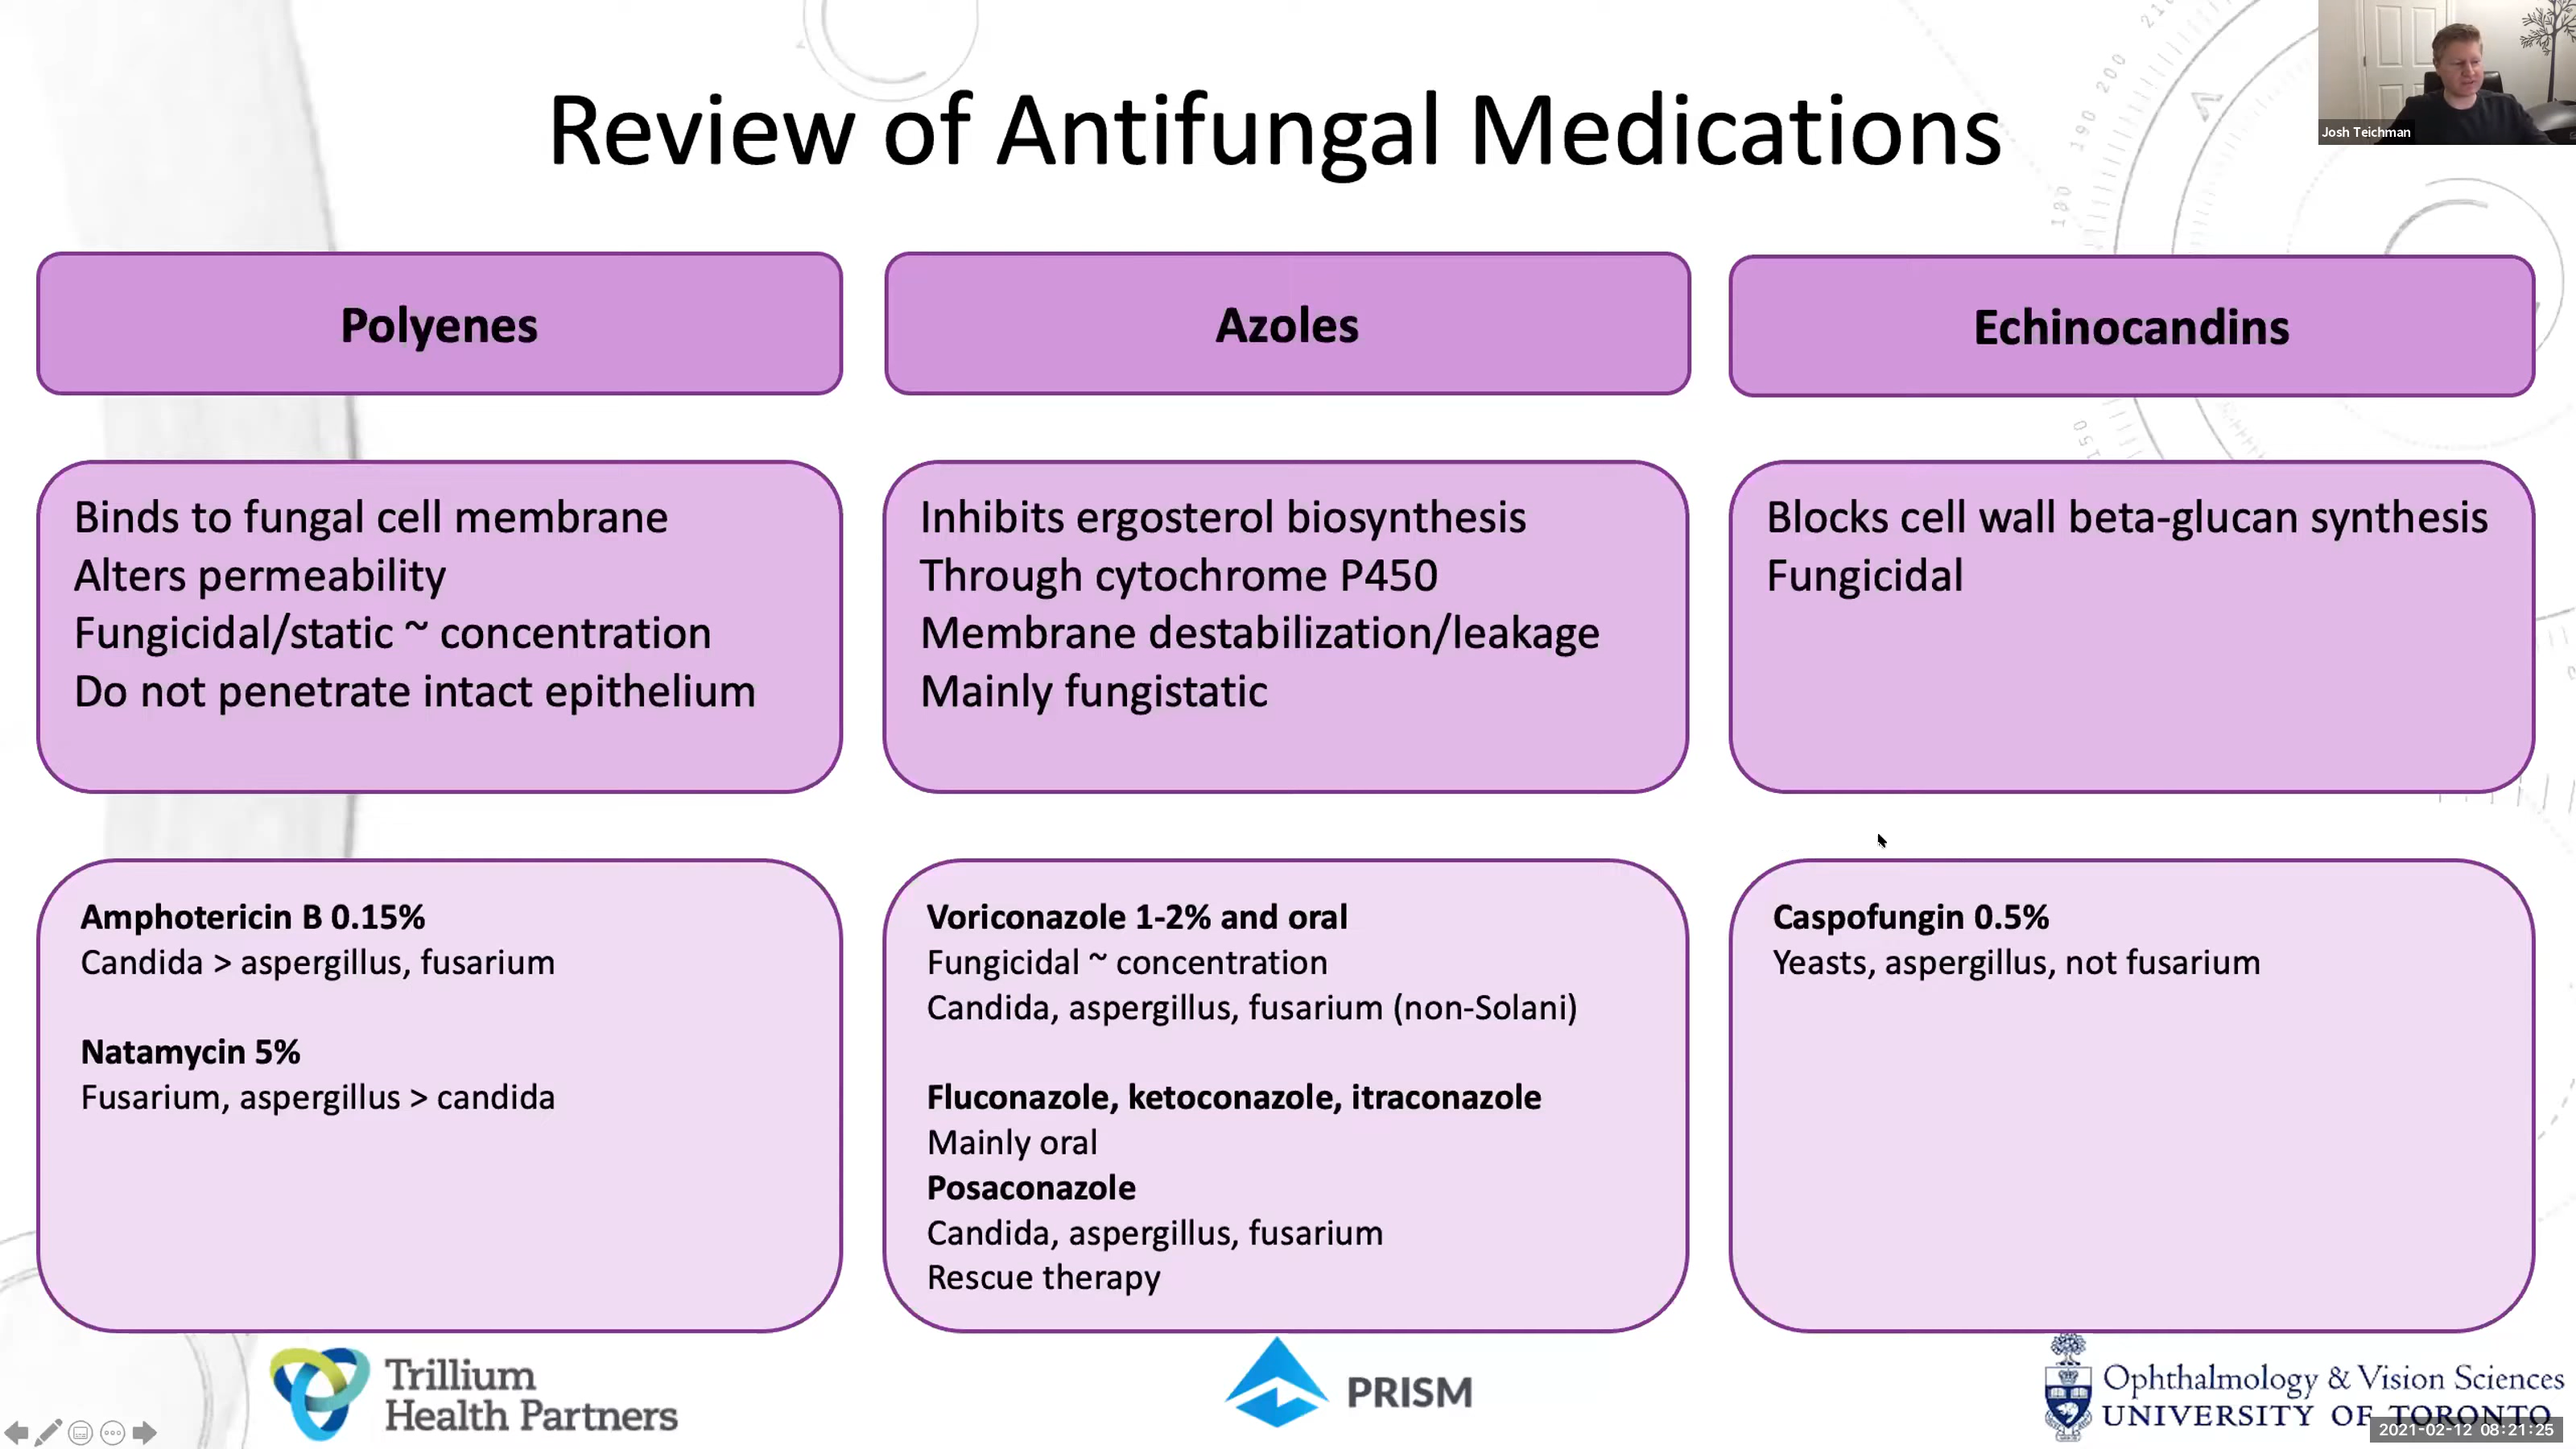 Review of Antifungal Medications
Josh Teichman
Polyenes
Azoles
Echinocandins
Binds to fungal cell membrane
Alters permeability
Fungicidal/static ~ concentration
Do not penetrate intact epithelium
Inhibits ergosterol biosynthesis
Through cytochrome P450
Membrane destabilization/leakage
Mainly fungistatic
Blocks cell wall beta-glucan synthesis
Fungicidal
Amphotericin B 0.15%
Candida > aspergillus, fusarium
Natamycin 5%
Fusarium, aspergillus > candida
Voriconazole 1-2% and oral
Fungicidal ~ concentration
Candida, aspergillus, fusarium (non-Solani)
Fluconazole, ketoconazole, itraconazole
Mainly oral
Posaconazole
Candida, aspergillus, fusarium
Rescue therapy
Caspofungin 0.5%
Yeasts, aspergillus, not fusarium
Trillium
Health Partners
PRISM
Ophthalmology & Vision Sciences
UNIVERSITY OF TORONTO
2021-02-12 08:21:25
210
200
190
180
150